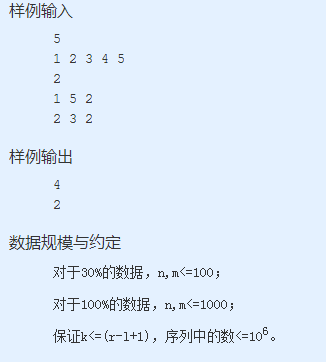 样例输入
5
1 2 3 4 5
2
1 5 2
2 3 2
样例输出
4
2
数据规模与约定
对于30%的数据，n,m<=100；
对于100%的数据，n,m<=1000；
保证k<=(r-l+1)，序列中的数<=10⁶。